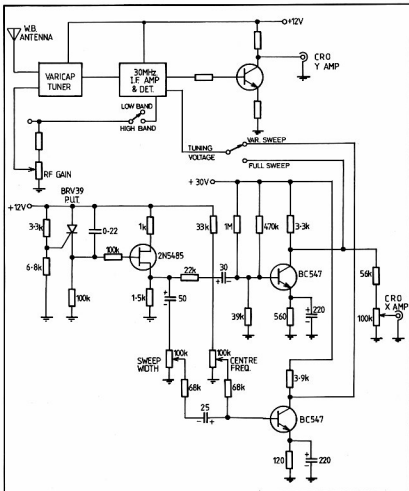 +12V
W.B.
ANTENNA
VARICAP
TUNER
30MHz
I.F. AMP
& DET.
CRO
Y AMP
LOW BAND
HIGH BAND
TUNING
VOLTAGE
VAR. SWEEP
FULL SWEEP
RF GAIN
BRV39
P.U.T.
+12V
+30V
3·3k
0·22
1k
33k
1M
470k
3·3k
100k
2N5485
6·8k
22k
30
BC547
56k
CRO
X AMP
100k
100k
1·5k
50
39k
560
220
SWEEP
WIDTH
100k
100k
CENTRE
FREQ.
3·9k
68k
25
68k
BC547
120
220